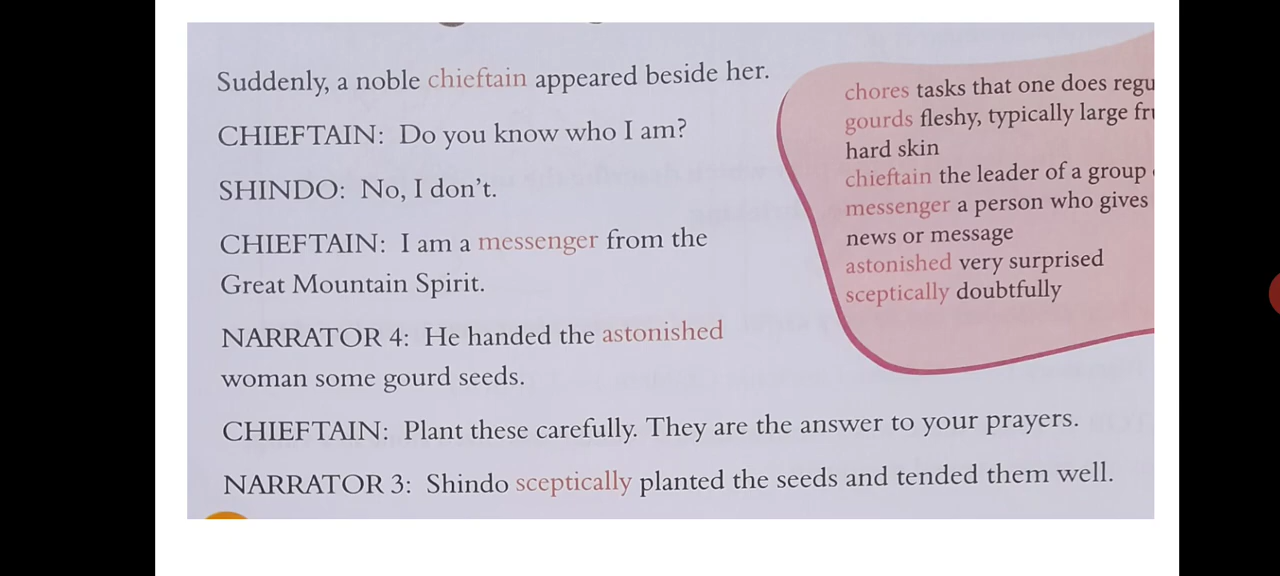 Suddenly, a noble chieftain appeared beside her.
CHIEFTAIN: Do you know who I am?
SHINDO: No, I don't.
CHIEFTAIN: I am a messenger from the
Great Mountain Spirit.
NARRATOR 4: He handed the astonished
woman some gourd seeds.
CHIEFTAIN: Plant these carefully. They are the answer to your prayers.
NARRATOR 3: Shindo sceptically planted the seeds and tended them well.
chores tasks that one does
gourds fleshy, typically large
hard skin
chieftain the leader of a group
messenger a person who gives
news or message
astonished very surprised
sceptically doubtfully